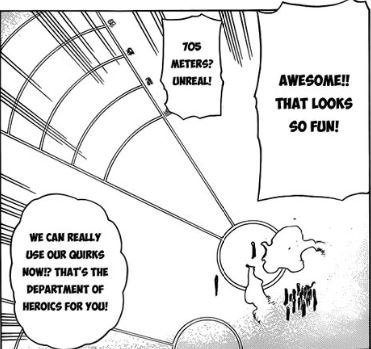 AWESOME!!
THAT LOOKS
SO FUN!
705
METERS?
UNREAL!
WE CAN REALLY
USE OUR QUIRKS
NOW!? THAT'S THE
DEPARTMENT OF
HEROICS FOR YOU!